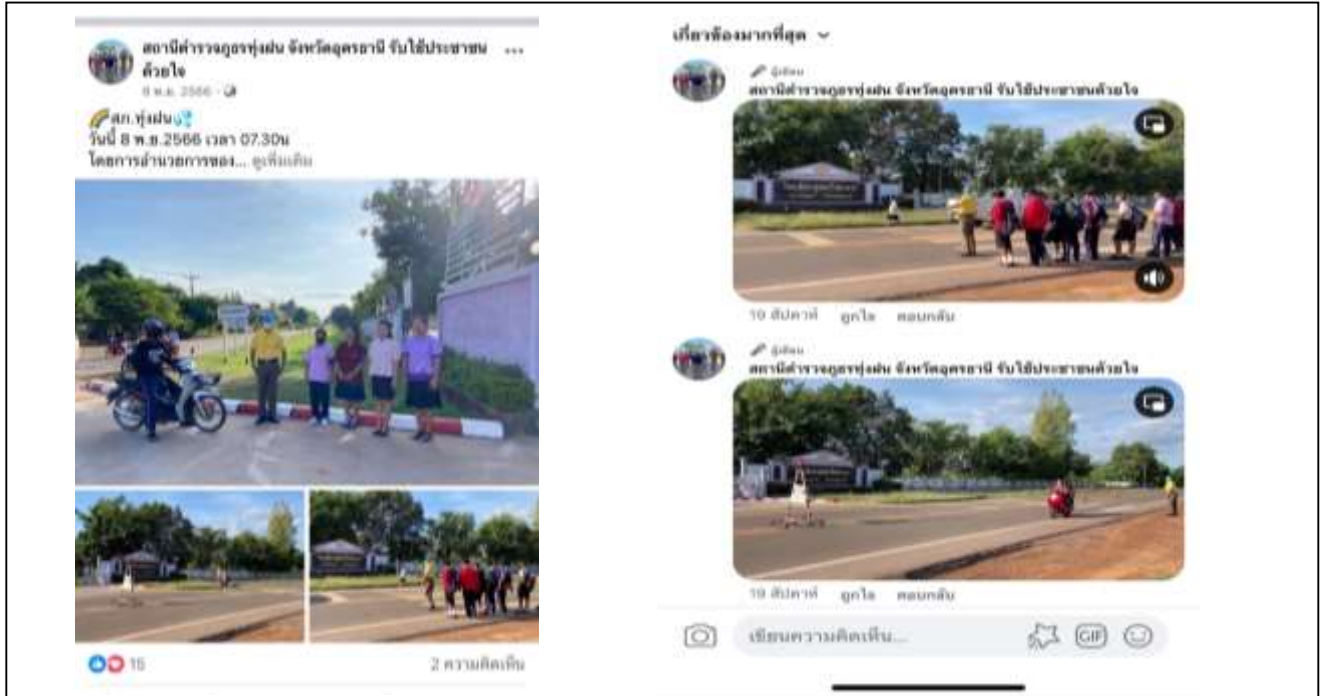 สถานีตำรวจภูธรทุ่งฝน จังหวัดอุดรธานี รับใช้ประชาชน
ด้วยใจ
8 พ.ย. 2566
สภ.ทุ่งฝน
วันนี้ 8 พ.ย.2566 เวลา 07.30น
โดยการอำนวยการของ... ดูเพิ่มเติม
15
2 ความคิดเห็น
เกี่ยวข้องมากที่สุด
ผู้เขียน
สถานีตำรวจภูธรทุ่งฝน จังหวัดอุดรธานี รับใช้ประชาชนด้วยใจ
19 สัปดาห์ ถูกใจ ตอบกลับ
ผู้เขียน
สถานีตำรวจภูธรทุ่งฝน จังหวัดอุดรธานี รับใช้ประชาชนด้วยใจ
19 สัปดาห์ ถูกใจ ตอบกลับ
เขียนความคิดเห็น...
GIF